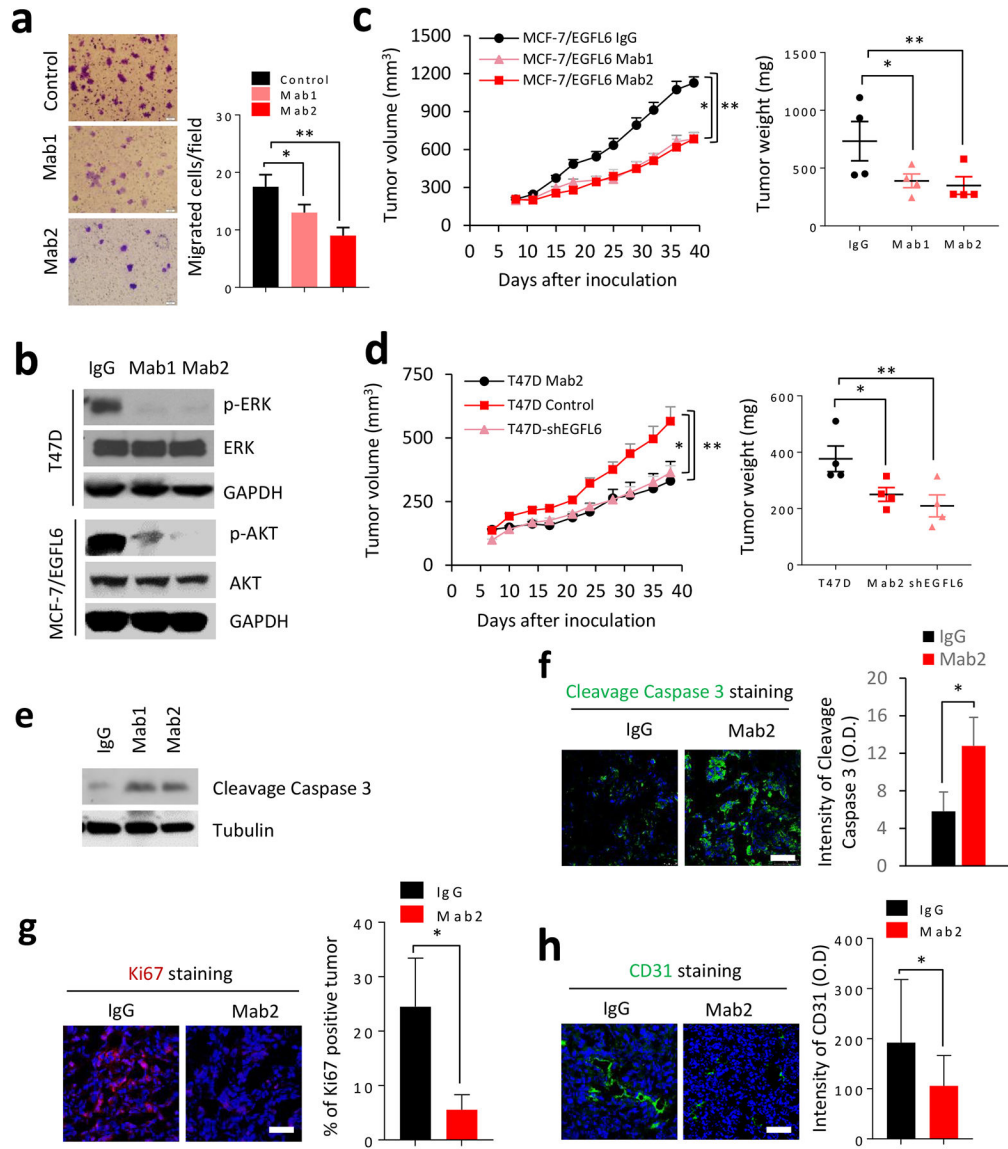 a
Control
Mab1
Mab2
Control
Mab1
Mab2
Migrated cells/field
30
20
10
0
*
**
b
IgG Mab1 Mab2
T47D
p-ERK
ERK
GAPDH
MCF-7/EGFL6
p-AKT
AKT
GAPDH
c
MCF-7/EGFL6 IgG
MCF-7/EGFL6 Mab1
MCF-7/EGFL6 Mab2
Tumor volume (mm3)
1500
1200
900
600
300
0
* **
0 5 10 15 20 25 30 35 40
Days after inoculation
Tumor weight (mg)
1500
1000
500
0
**
*
IgG Mab1 Mab2
d
T47D Mab2
T47D Control
T47D-shEGFL6
Tumor volume (mm3)
750
500
250
0
* **
0 5 10 15 20 25 30 35 40
Days after inoculation
Tumor weight (mg)
600
400
200
0
**
*
T47D Mab2 shEGFL6
e
IgG
Mab1
Mab2
Cleavage Caspase 3
Tubulin
f
Cleavage Caspase 3 staining
IgG Mab2
IgG
Mab2
Intensity of Cleavage
Caspase 3 (O.D.)
20
16
12
8
4
0
*
g
Ki67 staining
IgG Mab2
IgG
Mab2
% of Ki67 positive tumor
40
30
20
10
0
*
h
CD31 staining
IgG Mab2
IgG
Mab2
Intensity of CD31 (O.D)
400
300
200
100
0
*